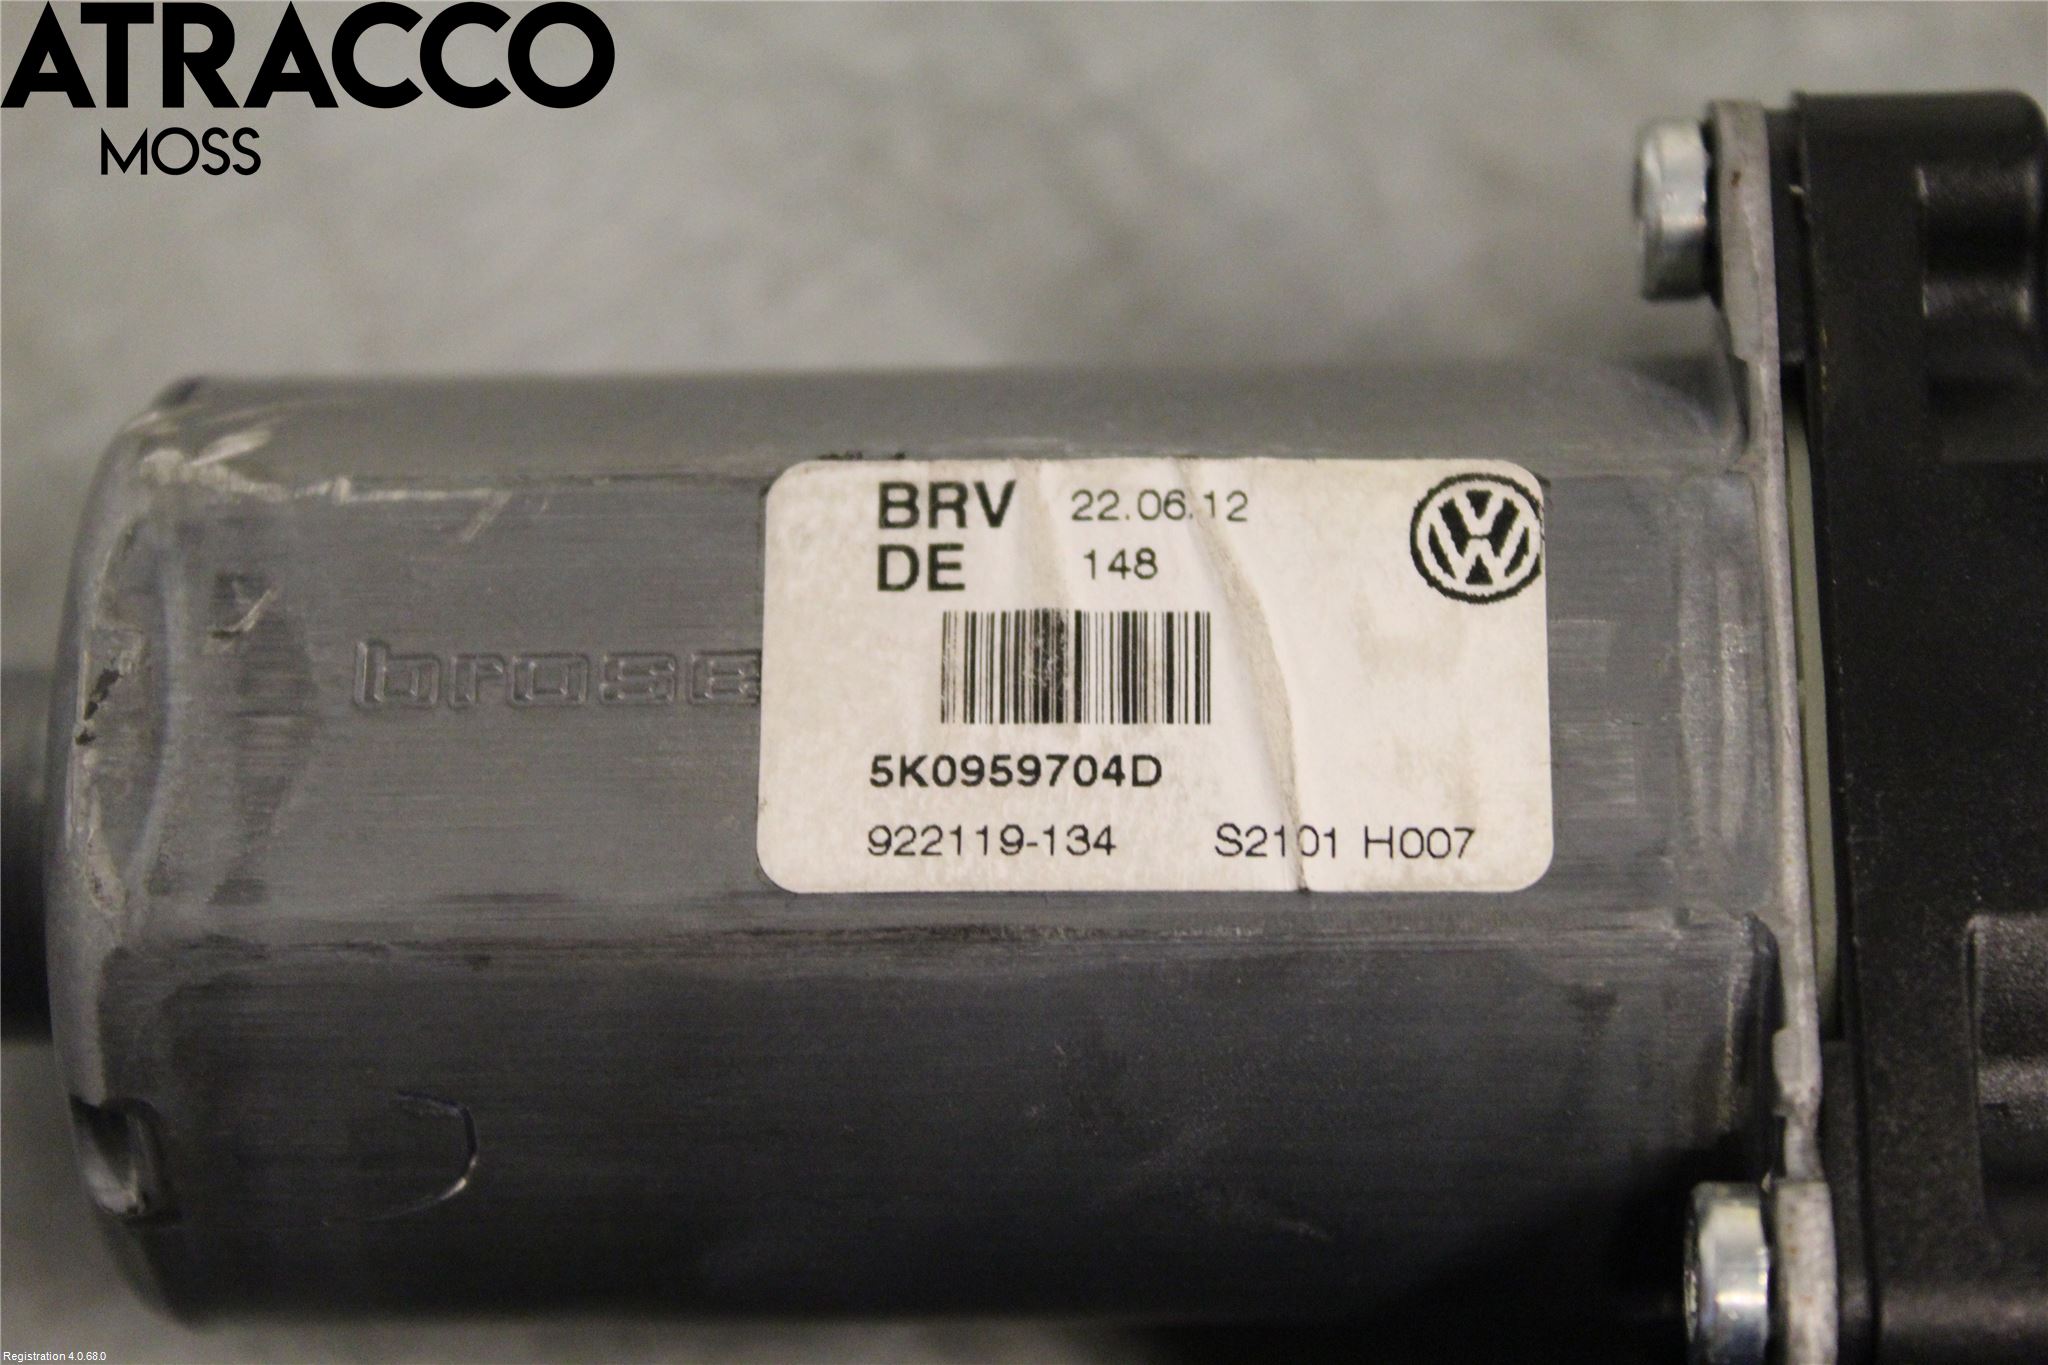 ATRACCO
MOSS
BRV 22.06.12
DE 148
brose
5K0959704D
922119-134 S2101 H007
Registration 4.0.68.0